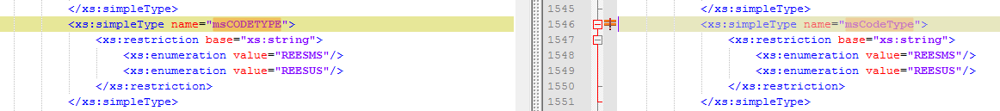 </xs:simpleType>
<xs:simpleType name="msCODETYPE">
<xs:restriction base="xs:string">
<xs:enumeration value="REESMS"/>
<xs:enumeration value="REESUS"/>
</xs:restriction>
</xs:simpleType>
1545 </xs:simpleType>
1546 <xs:simpleType name="msCodeType">
1547 <xs:restriction base="xs:string">
1548 <xs:enumeration value="REESMS"/>
1549 <xs:enumeration value="REESUS"/>
1550 </xs:restriction>
1551 </xs:simpleType>